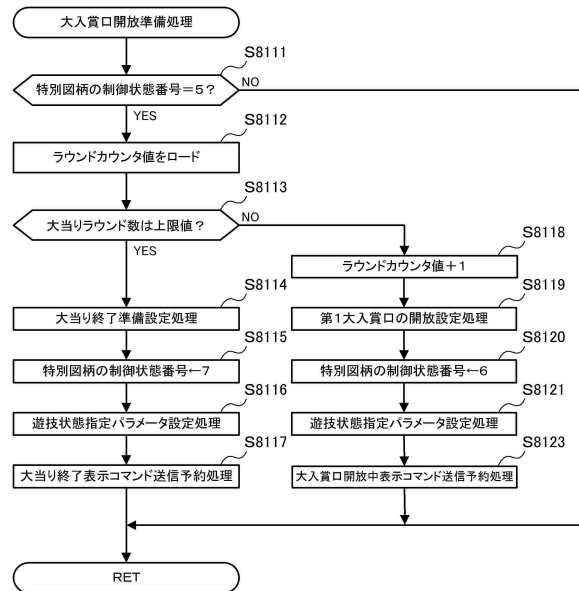 大入賞口開放準備処理
S8111
特別図柄の制御状態番号＝５？
NO
YES
S8112
ラウンドカウンタ値をロード
S8113
大当りラウンド数は上限値？
NO
YES
S8118
ラウンドカウンタ値＋１
S8114
大当り終了準備設定処理
S8119
第１大入賞口の開放設定処理
S8115
特別図柄の制御状態番号←７
S8120
特別図柄の制御状態番号←６
S8116
遊技状態指定パラメータ設定処理
S8121
遊技状態指定パラメータ設定処理
S8117
大当り終了表示コマンド送信予約処理
S8123
大入賞口開放中表示コマンド送信予約処理
RET